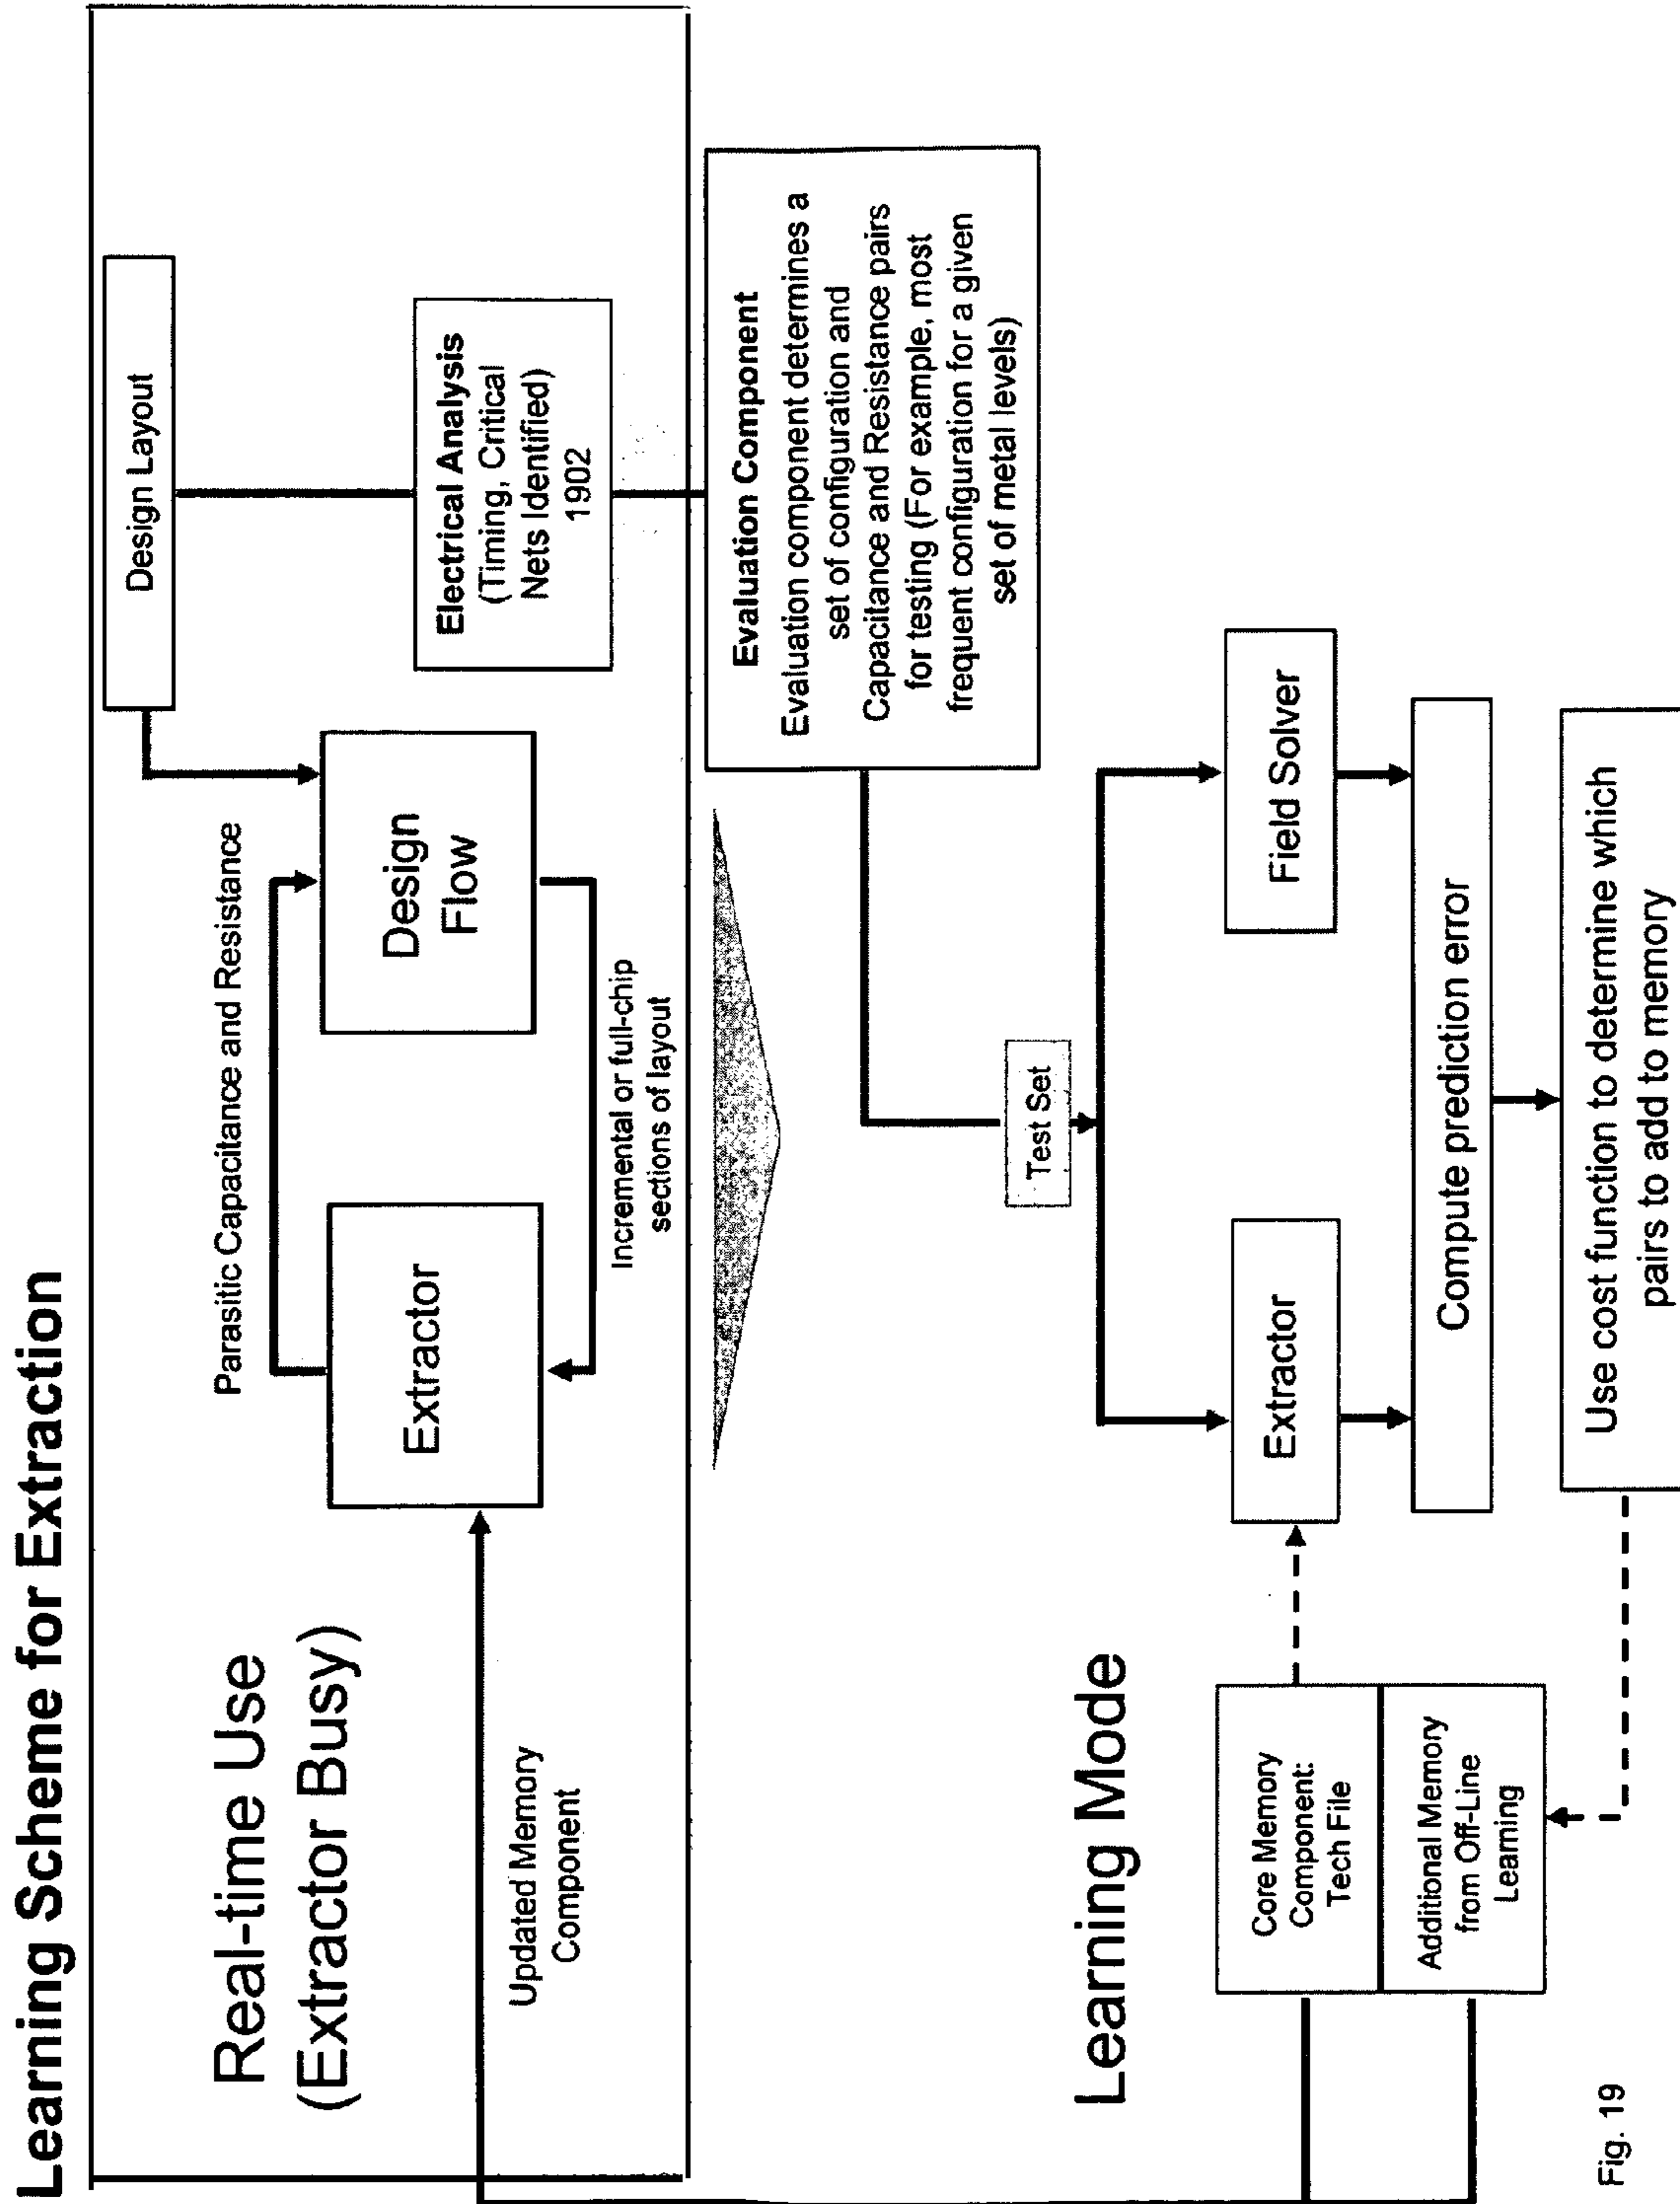 Learning Scheme for Extraction
Real-time Use
(Extractor Busy)
Updated Memory
Component
Parasitic Capacitance and Resistance
Extractor
Design
Flow
Incremental or full-chip
sections of layout
Design Layout
Electrical Analysis
(Timing, Critical
Nets Identified)
1902
Evaluation Component
Evaluation component determines a
set of configuration and
Capacitance and Resistance pairs
for testing (For example, most
frequent configuration for a given
set of metal levels)
Learning Mode
Test Set
Core Memory
Component:
Tech File
Additional Memory
from Off-Line
Learning
Extractor
Field Solver
Compute prediction error
Use cost function to determine which
pairs to add to memory
Fig. 19